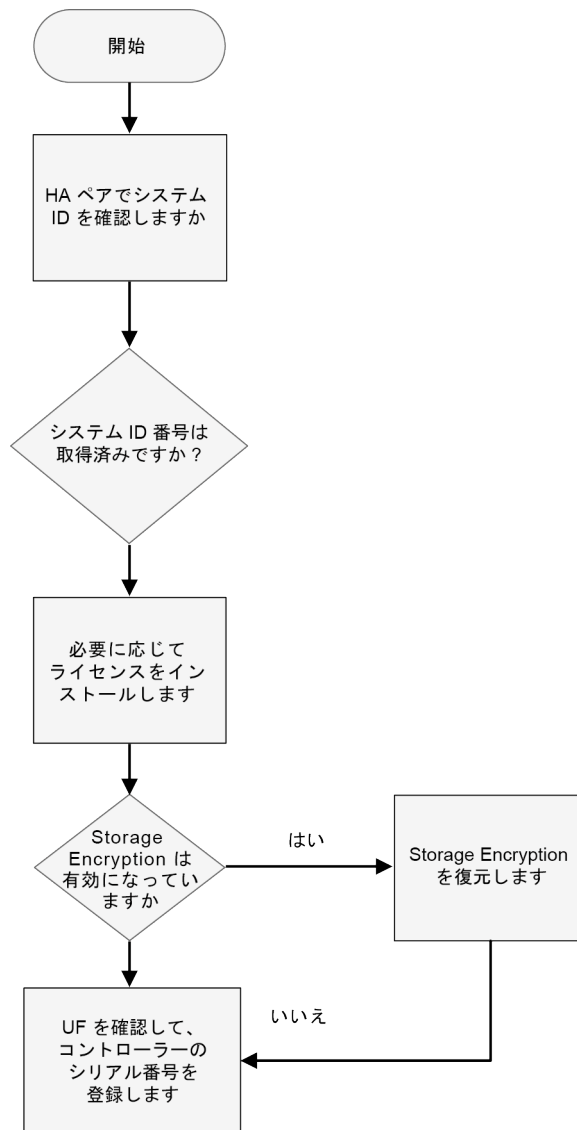 開始
HA ペアでシステム
ID を確認しますか
システム ID 番号は
取得済みですか？
必要に応じて
ライセンスをイン
ストールします
Storage
Encryption は
有効になってい
ますか
はい
Storage Encryption
を復元します
いいえ
UF を確認して、
コントローラーの
シリアル番号を
登録します